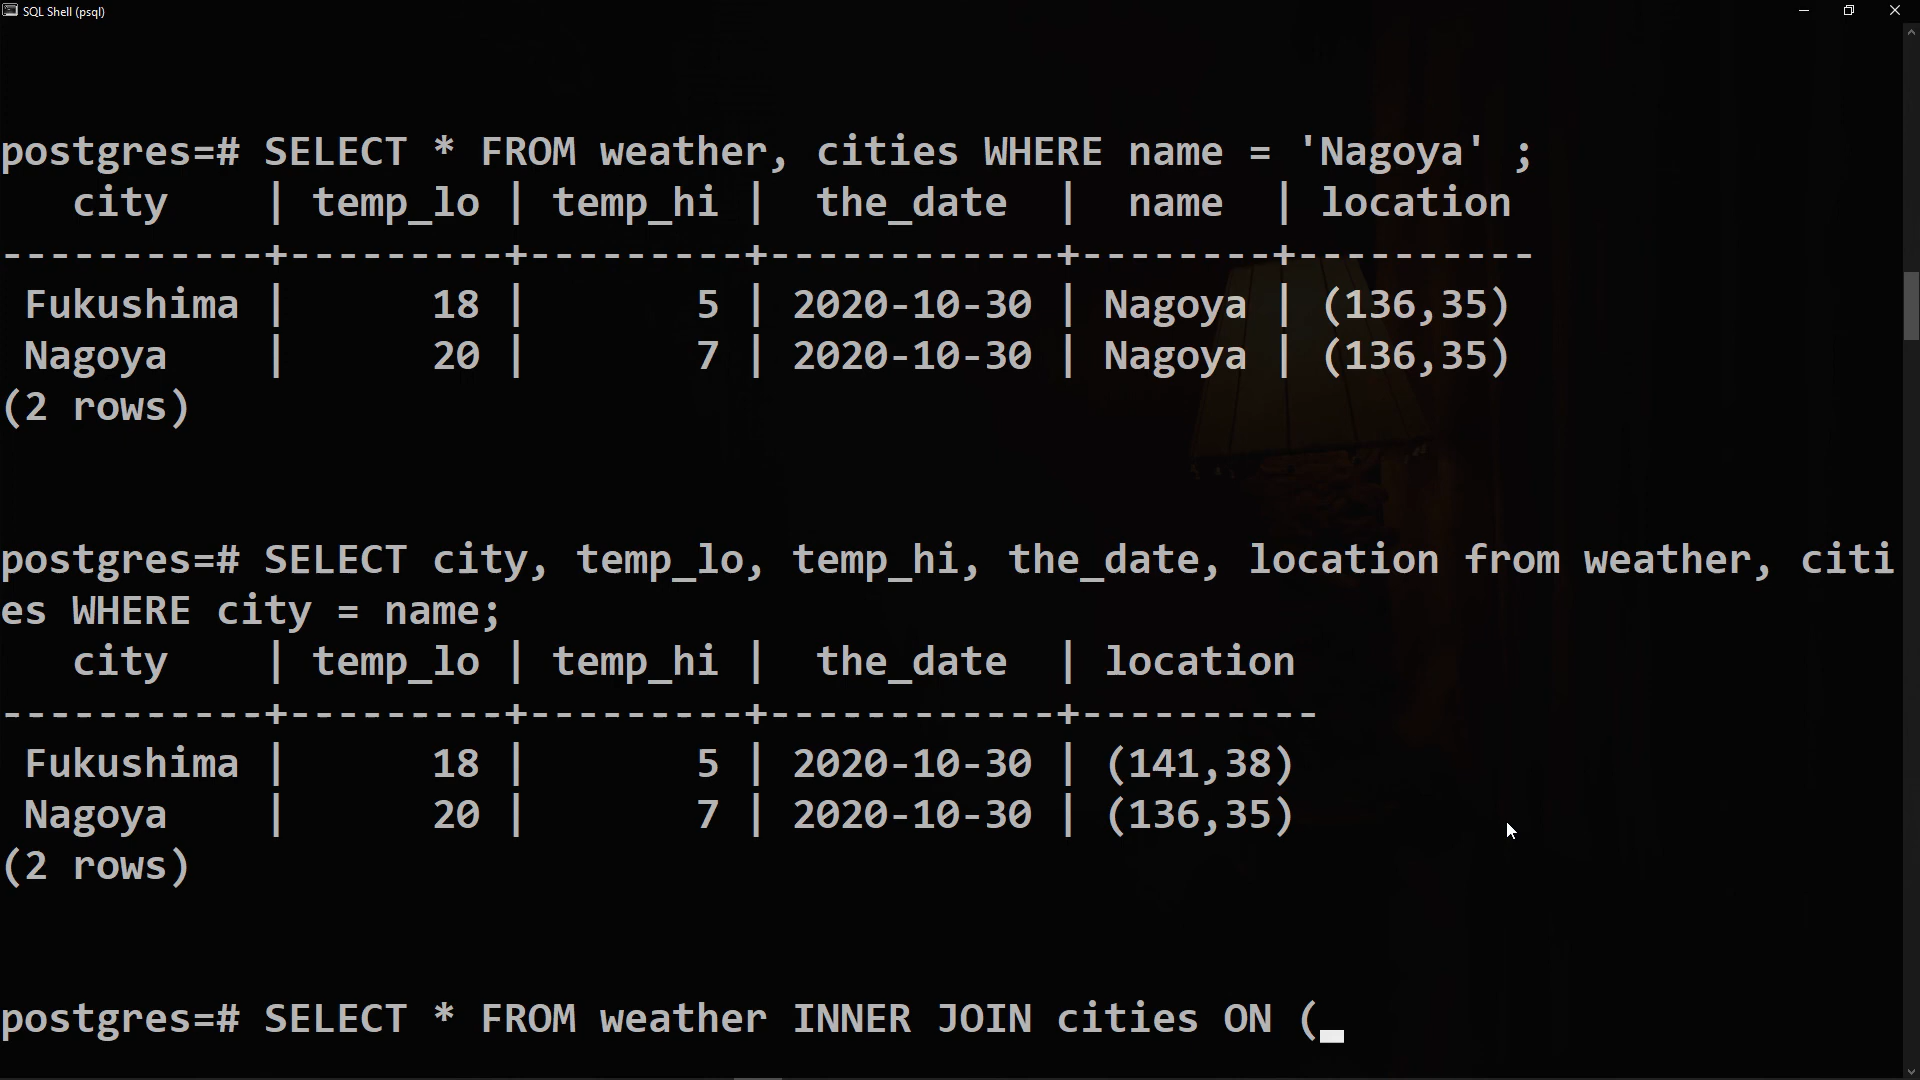 SQL Shell (psql)
postgres=# SELECT * FROM weather, cities WHERE name = 'Nagoya' ;
   city    | temp_lo | temp_hi |  the_date  |  name  | location
-----------+---------+---------+------------+--------+----------
 Fukushima |      18 |       5 | 2020-10-30 | Nagoya | (136,35)
 Nagoya    |      20 |       7 | 2020-10-30 | Nagoya | (136,35)
(2 rows)
postgres=# SELECT city, temp_lo, temp_hi, the_date, location from weather, citi
es WHERE city = name;
   city    | temp_lo | temp_hi |  the_date  | location
-----------+---------+---------+------------+----------
 Fukushima |      18 |       5 | 2020-10-30 | (141,38)
 Nagoya    |      20 |       7 | 2020-10-30 | (136,35)
(2 rows)
postgres=# SELECT * FROM weather INNER JOIN cities ON (